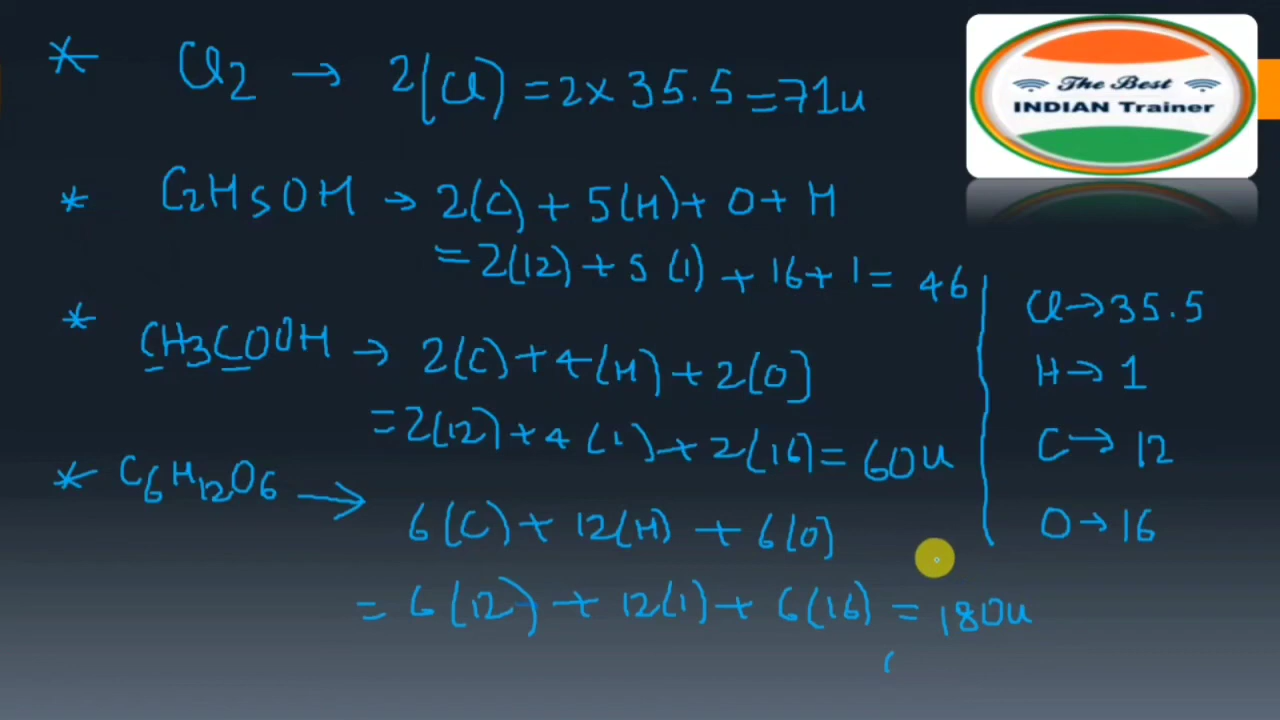 * Cl2 → 2(Cl) = 2 × 35.5 = 71u
The Best
INDIAN Trainer
* C2H5OH → 2(C) + 5(H) + O + H
= 2(12) + 5(1) + 16 + 1 = 46
* CH3COOH → 2(C) + 4(H) + 2(O)
= 2(12) + 4(1) + 2(16) = 60u
* C6H12O6 → 6(C) + 12(H) + 6(O)
= 6(12) + 12(1) + 6(16) = 180u
(
Cl → 35.5
H → 1
C → 12
O → 16